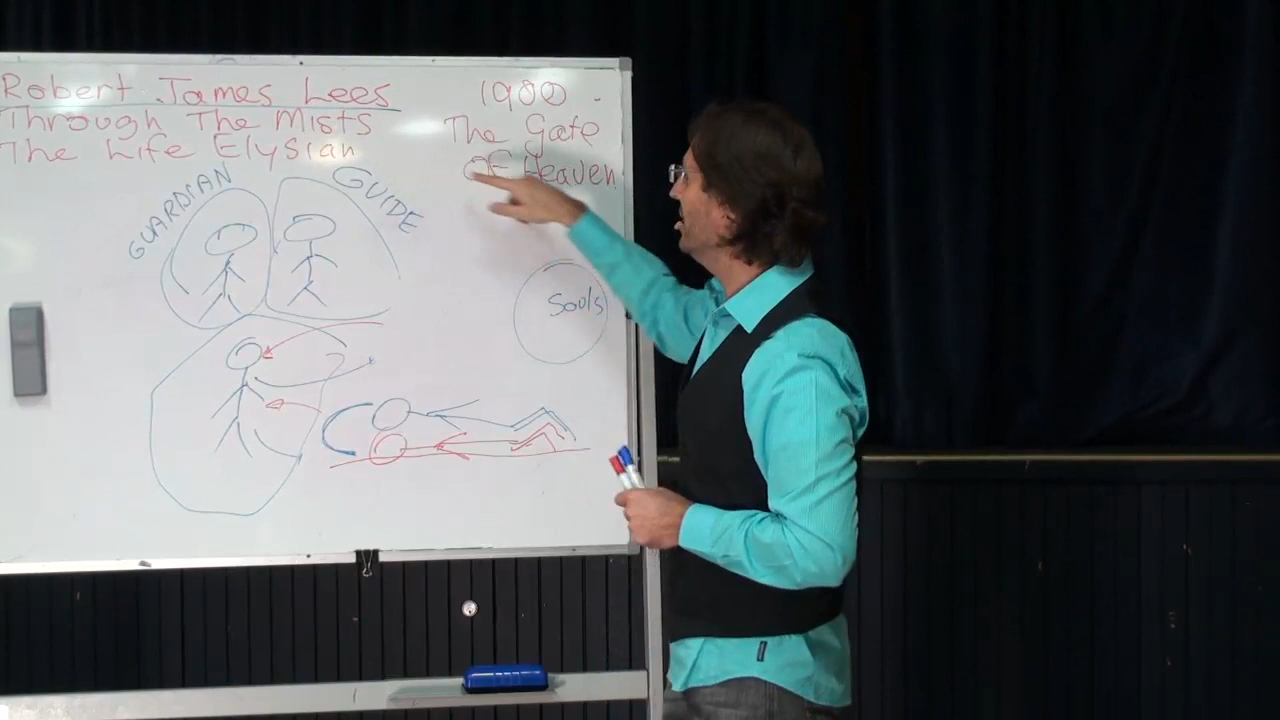 Robert James Lees
Through The Mists
The Life Elysian
1900
The Gate
Of Heaven
GUARDIAN
GUIDE
Souls